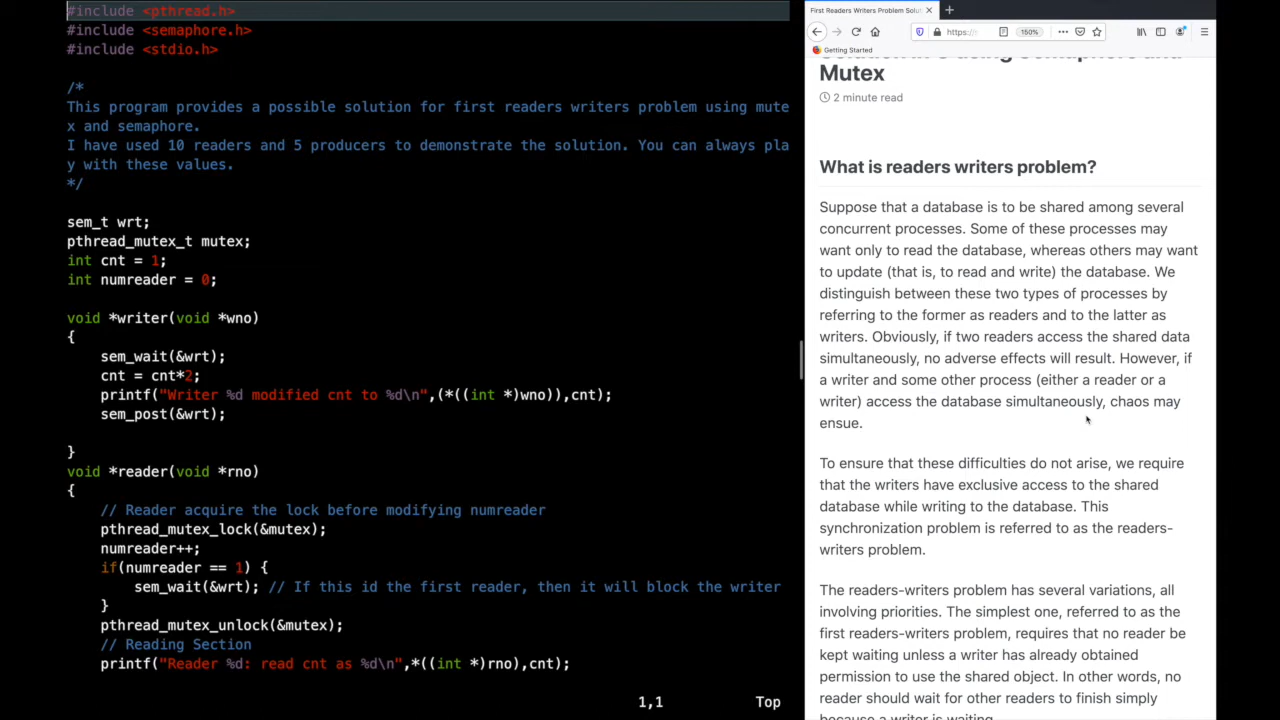 #include <pthread.h>
#include <semaphore.h>
#include <stdio.h>
/*
This program provides a possible solution for first readers writers problem using mute
x and semaphore.
I have used 10 readers and 5 producers to demonstrate the solution. You can always pla
y with these values.
*/
sem_t wrt;
pthread_mutex_t mutex;
int cnt = 1;
int numreader = 0;
void *writer(void *wno)
{
sem_wait(&wrt);
cnt = cnt*2;
printf("Writer %d modified cnt to %d\n",(*((int *)wno)),cnt);
sem_post(&wrt);
}
void *reader(void *rno)
{
// Reader acquire the lock before modifying numreader
pthread_mutex_lock(&mutex);
numreader++;
if(numreader == 1) {
sem_wait(&wrt); // If this id the first reader, then it will block the writer
}
pthread_mutex_unlock(&mutex);
// Reading Section
printf("Reader %d: read cnt as %d\n",*((int *)rno),cnt);
1,1 Top
First Readers Writers Problem Solu
https://
150%
Getting Started
Mutex
2 minute read
What is readers writers problem?
Suppose that a database is to be shared among several
concurrent processes. Some of these processes may
want only to read the database, whereas others may want
to update (that is, to read and write) the database. We
distinguish between these two types of processes by
referring to the former as readers and to the latter as
writers. Obviously, if two readers access the shared data
simultaneously, no adverse effects will result. However, if
a writer and some other process (either a reader or a
writer) access the database simultaneously, chaos may
ensue.
To ensure that these difficulties do not arise, we require
that the writers have exclusive access to the shared
database while writing to the database. This
synchronization problem is referred to as the readers-
writers problem.
The readers-writers problem has several variations, all
involving priorities. The simplest one, referred to as the
first readers-writers problem, requires that no reader be
kept waiting unless a writer has already obtained
permission to use the shared object. In other words, no
reader should wait for other readers to finish simply
because a writer is waiting.